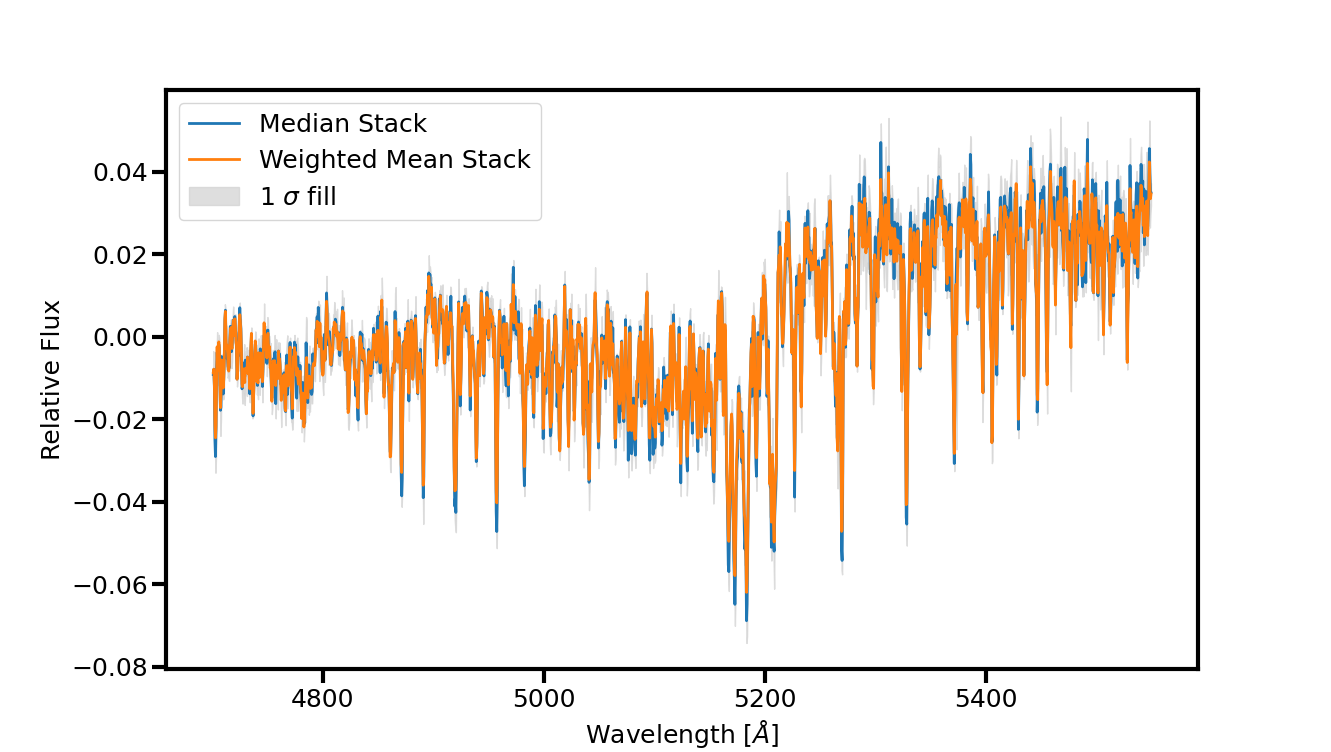 Median Stack
Weighted Mean Stack
1 σ fill
0.04
0.02
0.00
−0.02
−0.04
−0.06
−0.08
Relative Flux
4800 5000 5200 5400
Wavelength [Å]